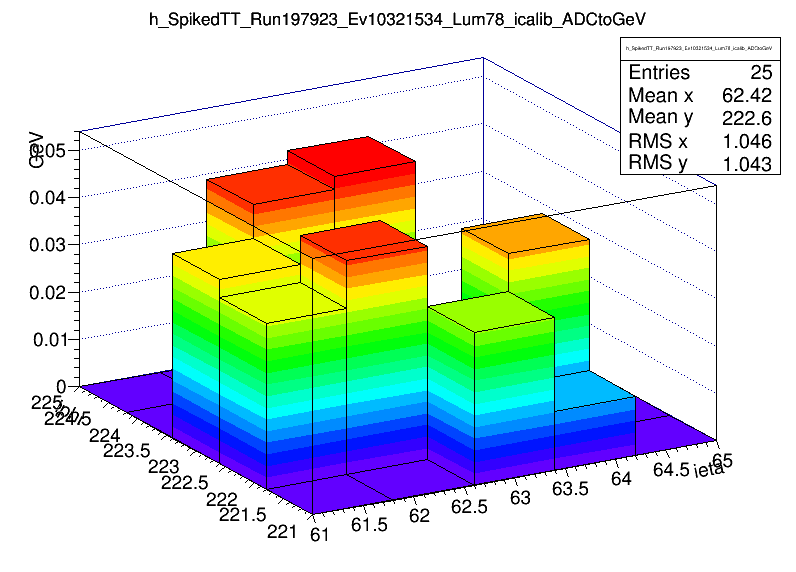 h_SpikedTT_Run197923_Ev10321534_Lum78_icalib_ADCtoGeV
h_SpikedTT_Run197923_Ev10321534_Lum78_icalib_ADCtoGeV
Entries 25
Mean x 62.42
Mean y 222.6
RMS x 1.046
RMS y 1.043
GeV
0.05
0.04
0.03
0.02
0.01
0
225
224.5
224
223.5
223
222.5
222
221.5
221
61
61.5
62
62.5
63
63.5
64
64.5
65
ieta